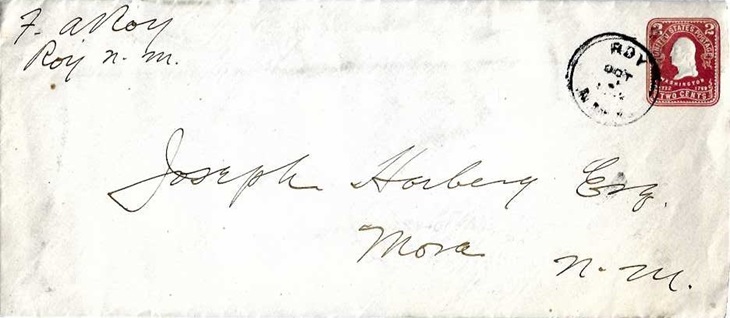 F. A Roy
Roy N. M.
ROY
OCT
2 2
UNITED STATES POSTAGE
WASHINGTON
1732 1799
TWO CENTS
Joseph Harberg Esq.
Mora
N. M.